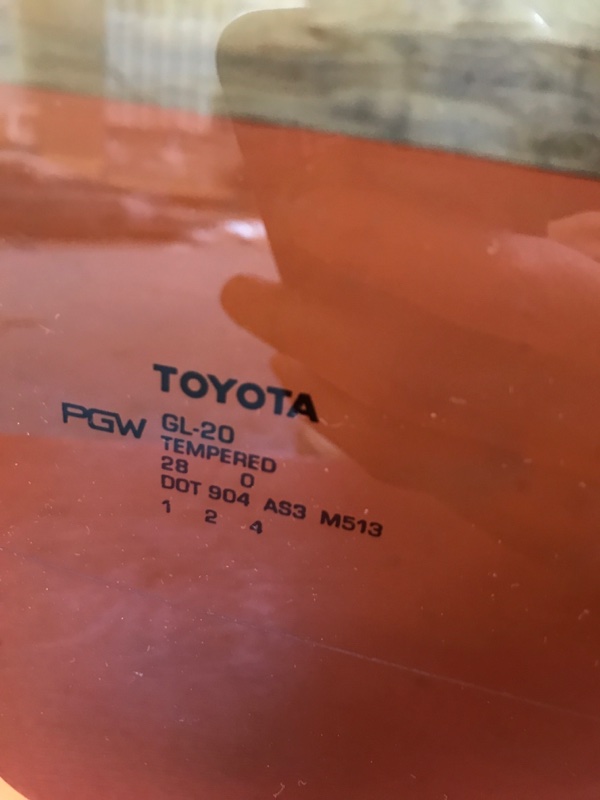 TOYOTA
PGW GL-20
TEMPERED
28 0
DOT 904 AS3 M513
1 2 4